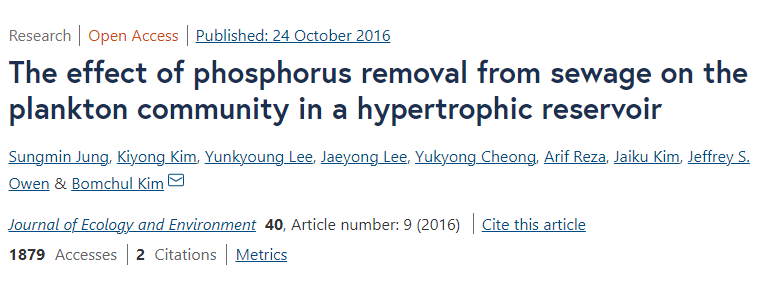 Research | Open Access | Published: 24 October 2016
The effect of phosphorus removal from sewage on the
plankton community in a hypertrophic reservoir
Sungmin Jung, Kiyong Kim, Yunkyoung Lee, Jaeyong Lee, Yukyong Cheong, Arif Reza, Jaiku Kim, Jeffrey S.
Owen & Bomchul Kim
Journal of Ecology and Environment 40, Article number: 9 (2016) | Cite this article
1879 Accesses | 2 Citations | Metrics